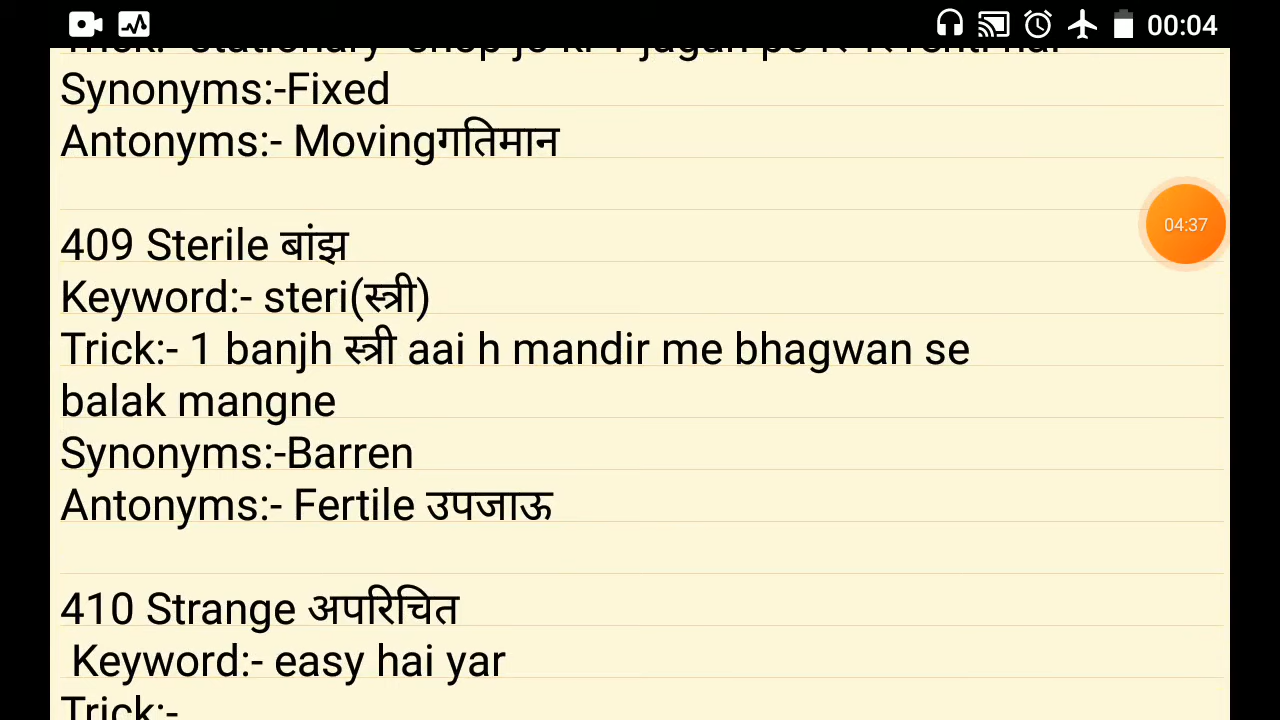 00:04
Synonyms:-Fixed
Antonyms:- Movingगतिमान
04:37
409 Sterile बांझ
Keyword:- steri(स्त्री)
Trick:- 1 banjh स्त्री aai h mandir me bhagwan se
balak mangne
Synonyms:-Barren
Antonyms:- Fertile उपजाऊ
410 Strange अपरिचित
Keyword:- easy hai yar
Trick:-